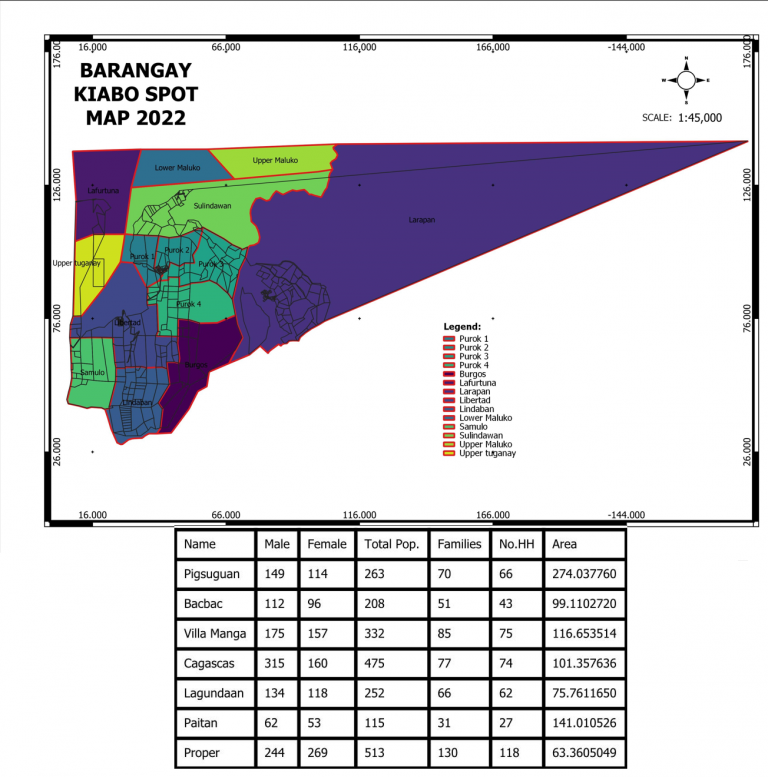 16.000 66.000 116.000 166.000 -144.000
176.000 176.000
BARANGAY
KIABO SPOT
MAP 2022
N
W E
S
SCALE: 1:45,000
Lower Maluko
Upper Maluko
126.000 126.000
Lafurtuna
Sulindawan
Larapan
Purok 1
Purok 2
Purok 3
Upper tuganay
Purok 4
76.000 76.000
Libertad
Burgos
Samulo
Lindaban
Legend:
Purok 1
Purok 2
Purok 3
Purok 4
Burgos
Lafurtuna
Larapan
Libertad
Lindaban
Lower Maluko
Samulo
Sulindawan
Upper Maluko
Upper tuganay
26.000 26.000
16.000 66.000 116.000 166.000 -144.000
Name Male Female Total Pop. Families No.HH Area
Pigsuguan 149 114 263 70 66 274.037760
Bacbac 112 96 208 51 43 99.1102720
Villa Manga 175 157 332 85 75 116.653514
Cagascas 315 160 475 77 74 101.357636
Lagundaan 134 118 252 66 62 75.7611650
Paitan 62 53 115 31 27 141.010526
Proper 244 269 513 130 118 63.3605049